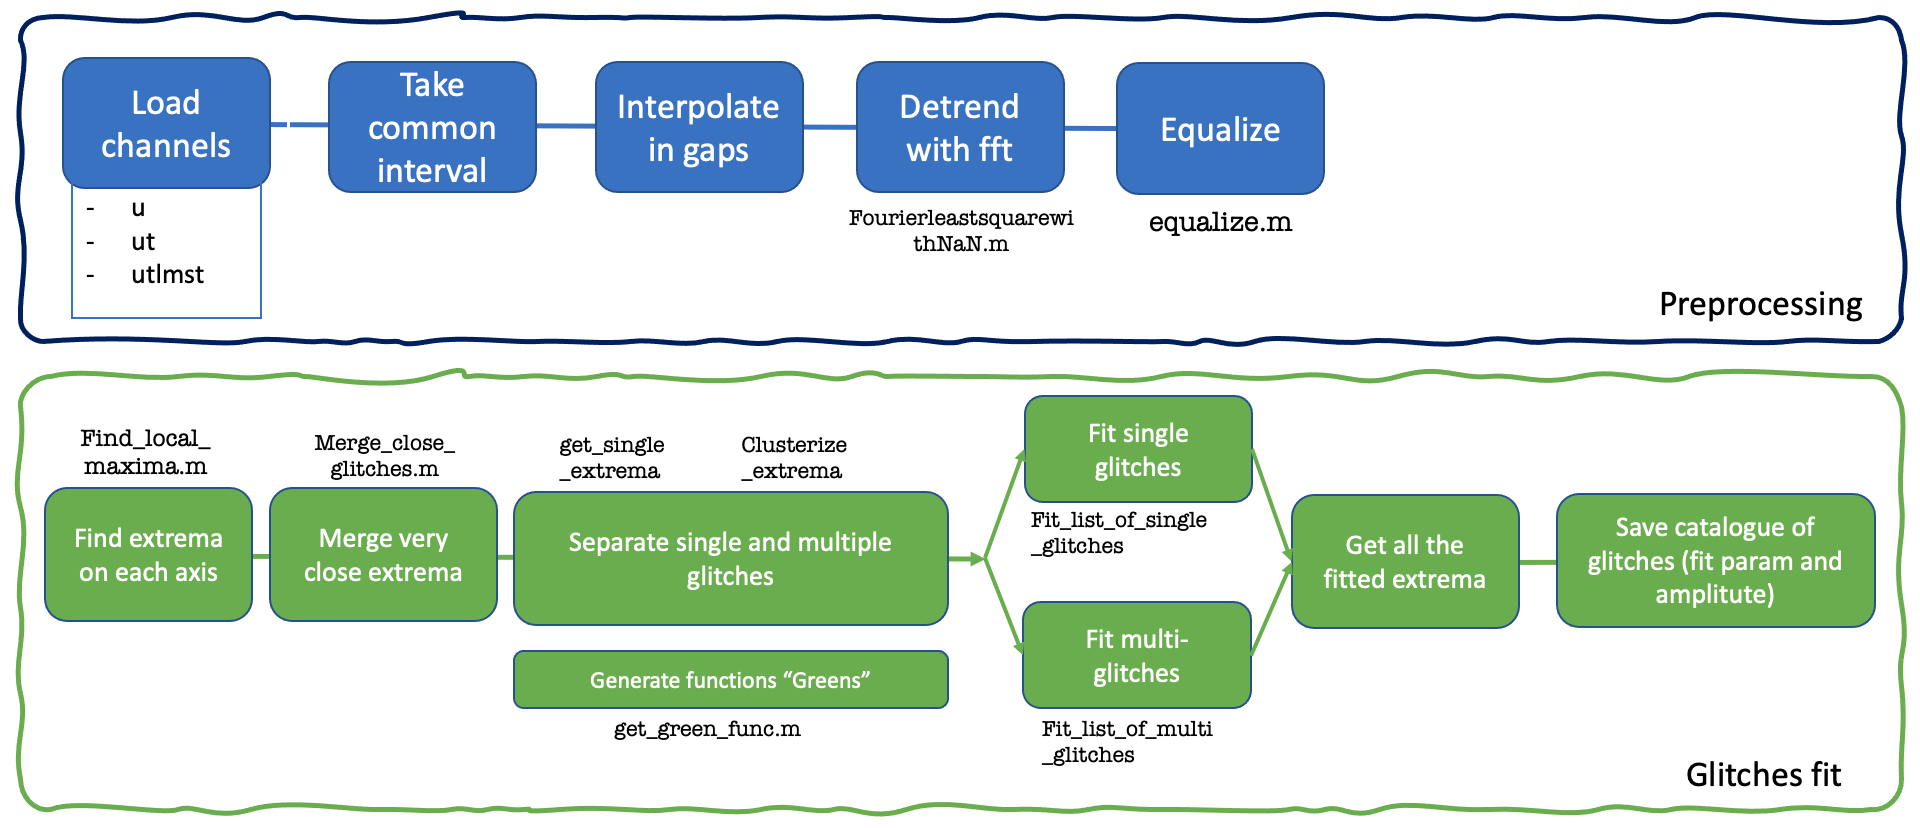 Load
channels
Take
common
interval
Interpolate
in gaps
Detrend
with fft
Equalize
- u
- ut
- utlmst
Fourierleastsquarewi
thNaN.m
equalize.m
Preprocessing
Find_local_
maxima.m
Merge_close_
glitches.m
get_single
_extrema
Clusterize
_extrema
Find extrema
on each axis
Merge very
close extrema
Separate single and multiple
glitches
Generate functions “Greens”
get_green_func.m
Fit single
glitches
Fit_list_of_single
_glitches
Fit multi-
glitches
Fit_list_of_multi
_glitches
Get all the
fitted extrema
Save catalogue of
glitches (fit param and
amplitute)
Glitches fit